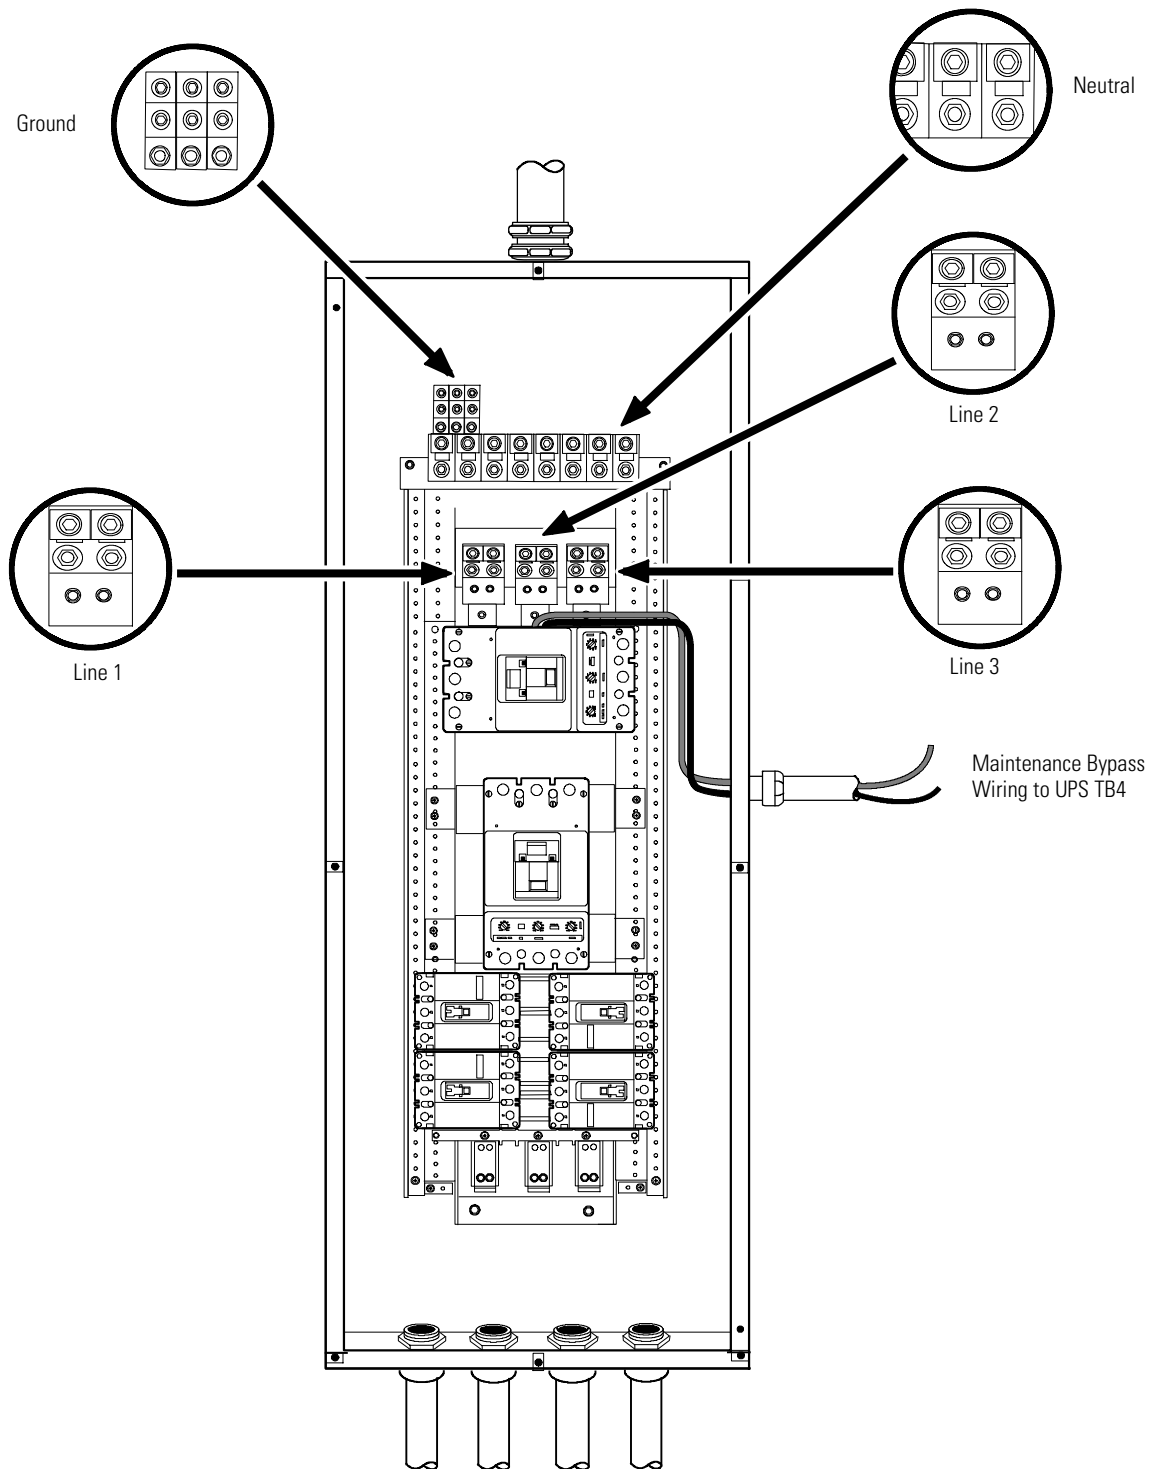 Ground
Neutral
Line 2
Line 1
Line 3
Maintenance Bypass
Wiring to UPS TB4